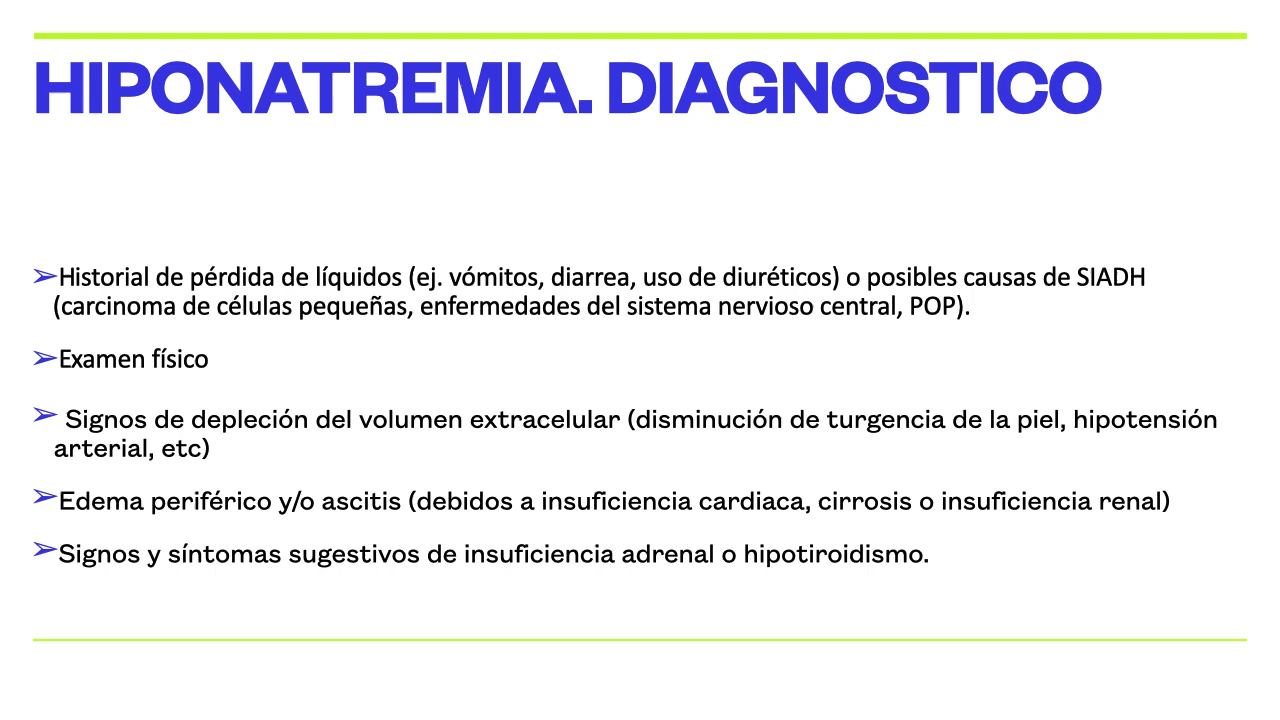 HIPONATREMIA. DIAGNOSTICO
➢Historial de pérdida de líquidos (ej. vómitos, diarrea, uso de diuréticos) o posibles causas de SIADH
(carcinoma de células pequeñas, enfermedades del sistema nervioso central, POP).
➢Examen físico
➢ Signos de depleción del volumen extracelular (disminución de turgencia de la piel, hipotensión
arterial, etc)
➢Edema periférico y/o ascitis (debidos a insuficiencia cardiaca, cirrosis o insuficiencia renal)
➢Signos y síntomas sugestivos de insuficiencia adrenal o hipotiroidismo.